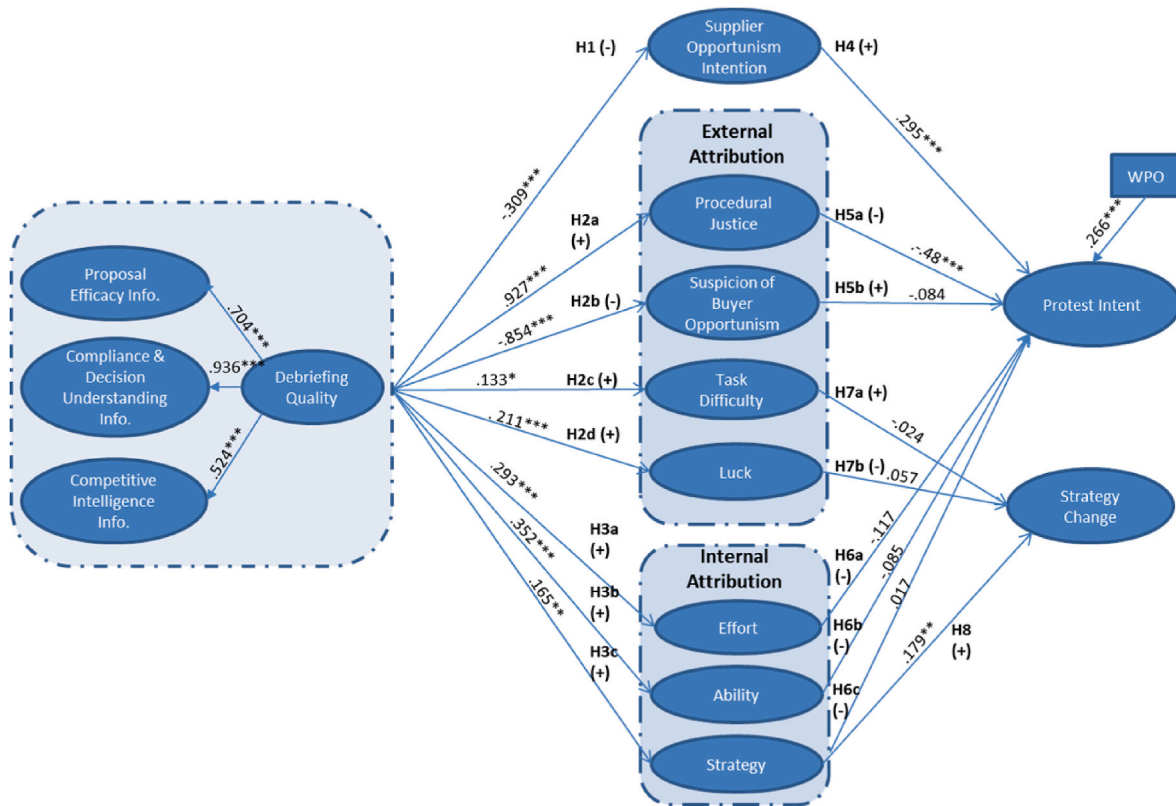 Supplier
Opportunism
Intention
H1 (-)
H4 (+)
-.309***
.295***
External
Attribution
Procedural
Justice
H2a
(+)
.927***
H5a (-)
-.48***
WPO
.266***
Protest Intent
Suspicion of
Buyer
Opportunism
H2b (-)
-.854***
H5b (+)
-.084
Proposal
Efficacy Info.
.704***
Compliance &
Decision
Understanding
Info.
.936***
Debriefing
Quality
Competitive
Intelligence
Info.
.524***
Task
Difficulty
.133*
H2c (+)
H7a (+)
-.024
Luck
.211***
H2d (+)
H7b (-)
.057
Strategy
Change
Internal
Attribution
.293***
H3a
(+)
Effort
H6a
(-)
-.117
.352***
H3b
(+)
Ability
H6b
(-)
-.085
.165**
H3c
(+)
Strategy
H6c
(-)
.017
.179**
H8
(+)